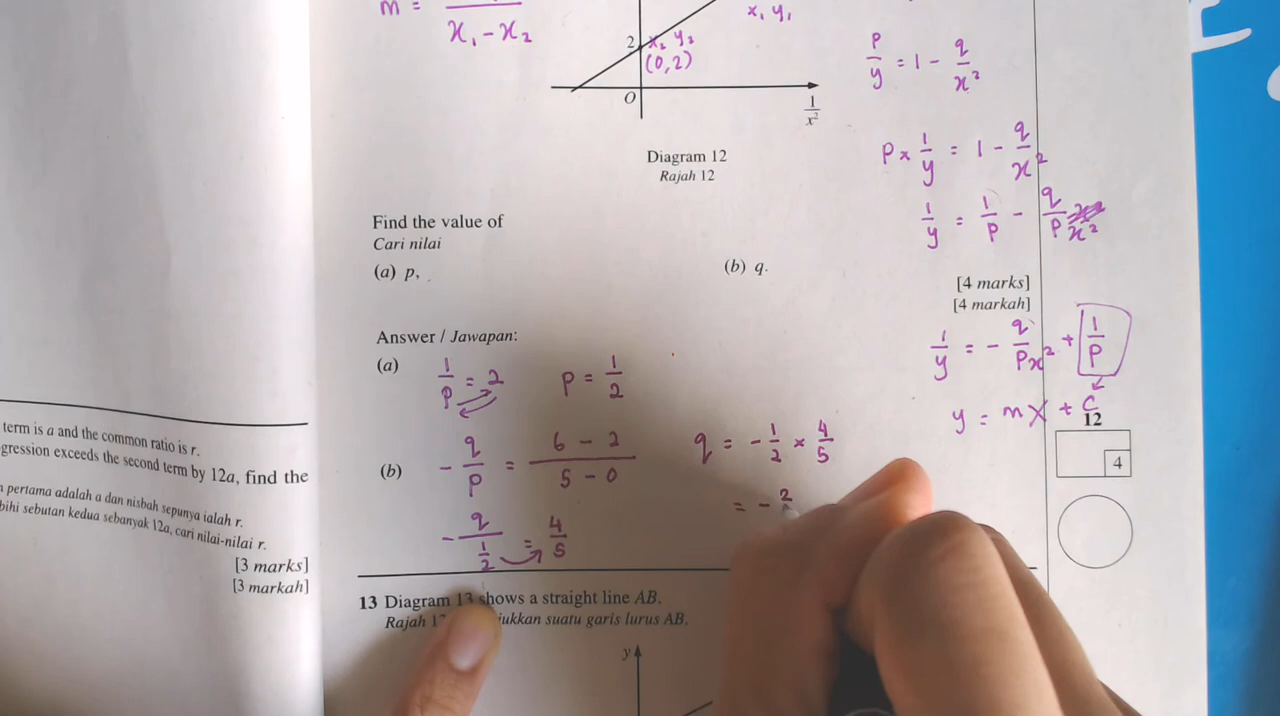 m =
x₁ - x₂
x, y,
2 x₂ y₂
(0, 2)
O
1/x²
Diagram 12
Rajah 12
p/y = 1 - q/x²
p × 1/y = 1 - q/x²
1/y = 1/p - q/px²
Find the value of
Cari nilai
(a) p,
(b) q.
[4 marks]
[4 markah]
1/y = - q/px² + 1/p
y = mX + c
Answer / Jawapan:
(a) 1/p = 2 p = 1/2
(b) - q/p = 6 - 2/5 - 0 q = - 1/2 × 4/5
= - 2
- q/1/2 = 4/5
12
4
term is a and the common ratio is r.
gression exceeds the second term by 12a, find the
pertama adalah a dan nisbah sepunya ialah r.
bihi sebutan kedua sebanyak 12a, cari nilai-nilai r.
[3 marks]
[3 markah]
13 Diagram 13 shows a straight line AB.
Rajah 1 jukkan suatu garis lurus AB.
y